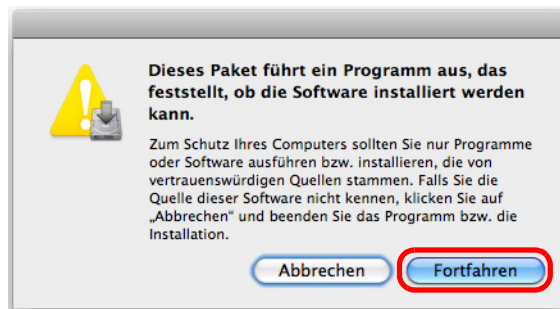 Dieses Paket führt ein Programm aus, das
feststellt, ob die Software installiert werden
kann.
Zum Schutz Ihres Computers sollten Sie nur Programme
oder Software ausführen bzw. installieren, die von
vertrauenswürdigen Quellen stammen. Falls Sie die
Quelle dieser Software nicht kennen, klicken Sie auf
„Abbrechen“ und beenden Sie das Programm bzw. die
Installation.
Abbrechen Fortfahren